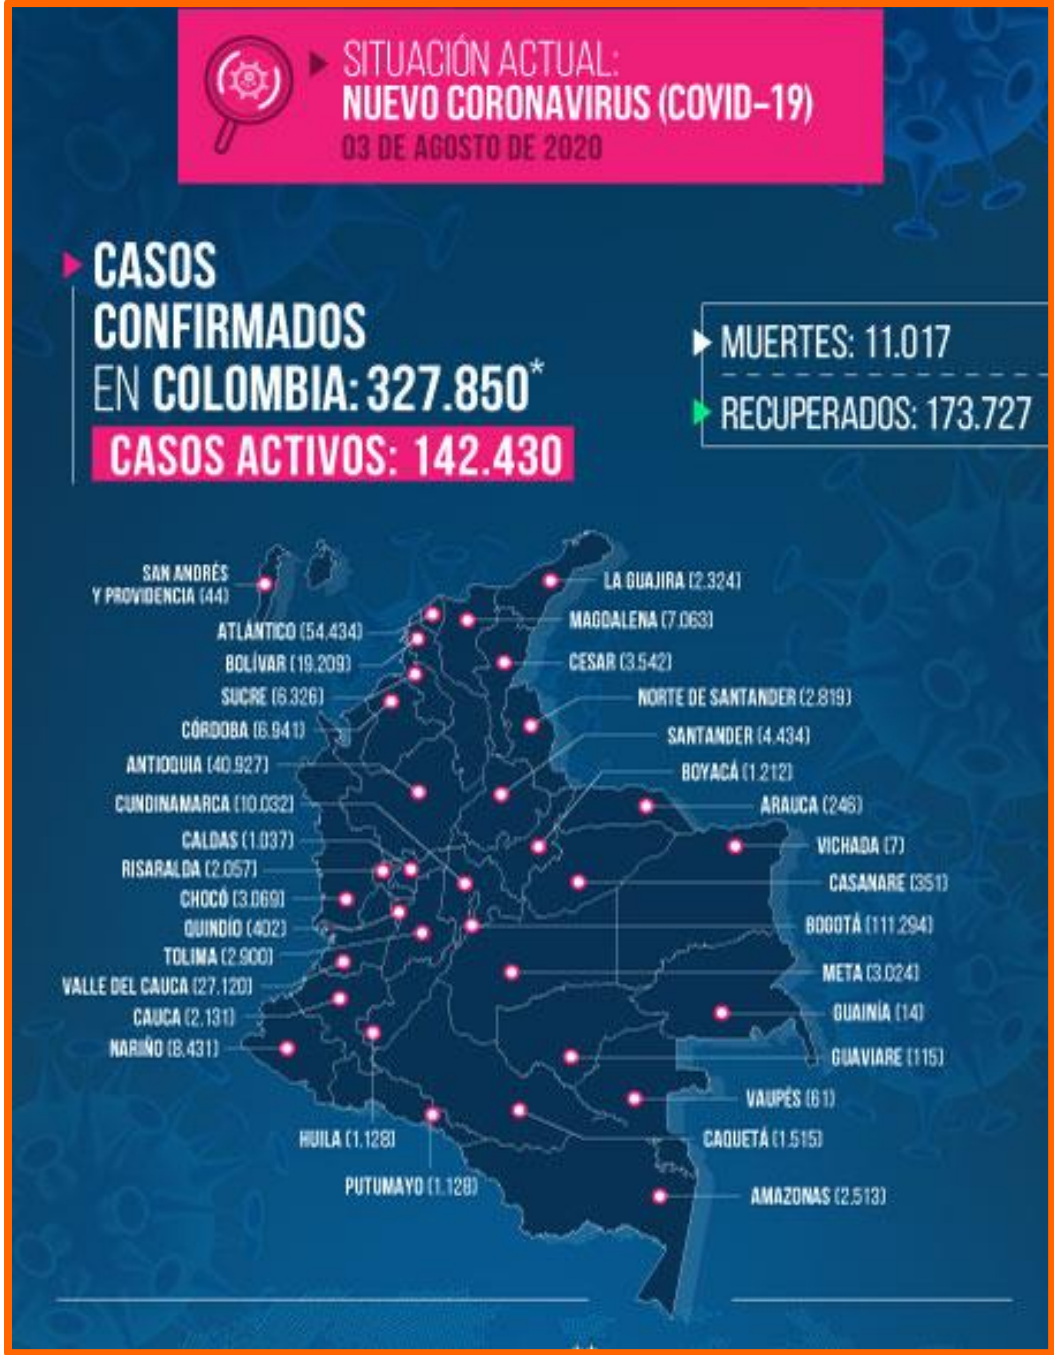 SITUACIÓN ACTUAL:
NUEVO CORONAVIRUS (COVID-19)
03 DE AGOSTO DE 2020
CASOS
CONFIRMADOS
EN COLOMBIA: 327.850*
CASOS ACTIVOS: 142.430
MUERTES: 11.017
RECUPERADOS: 173.727
SAN ANDRÉS
Y PROVIDENCIA (44)
ATLÁNTICO (54.434)
BOLÍVAR (19.209)
SUCRE (6.326)
CÓRDOBA (6.941)
ANTIOQUIA (40.927)
CUNDINAMARCA (10.032)
CALDAS (1.037)
RISARALDA (2.057)
CHOCÓ (3.069)
QUINDÍO (402)
TOLIMA (2.900)
VALLE DEL CAUCA (27.120)
CAUCA (2.131)
NARIÑO (8.431)
HUILA (1.128)
PUTUMAYO (1.128)
LA GUAJIRA (2.324)
MAGDALENA (7.063)
CESAR (3.542)
NORTE DE SANTANDER (2.819)
SANTANDER (4.434)
BOYACÁ (1.212)
ARAUCA (246)
VICHADA (7)
CASANARE (351)
BOGOTÁ (111.294)
META (3.024)
GUAINÍA (14)
GUAVIARE (115)
VAUPÉS (61)
CAQUETÁ (1.515)
AMAZONAS (2.513)